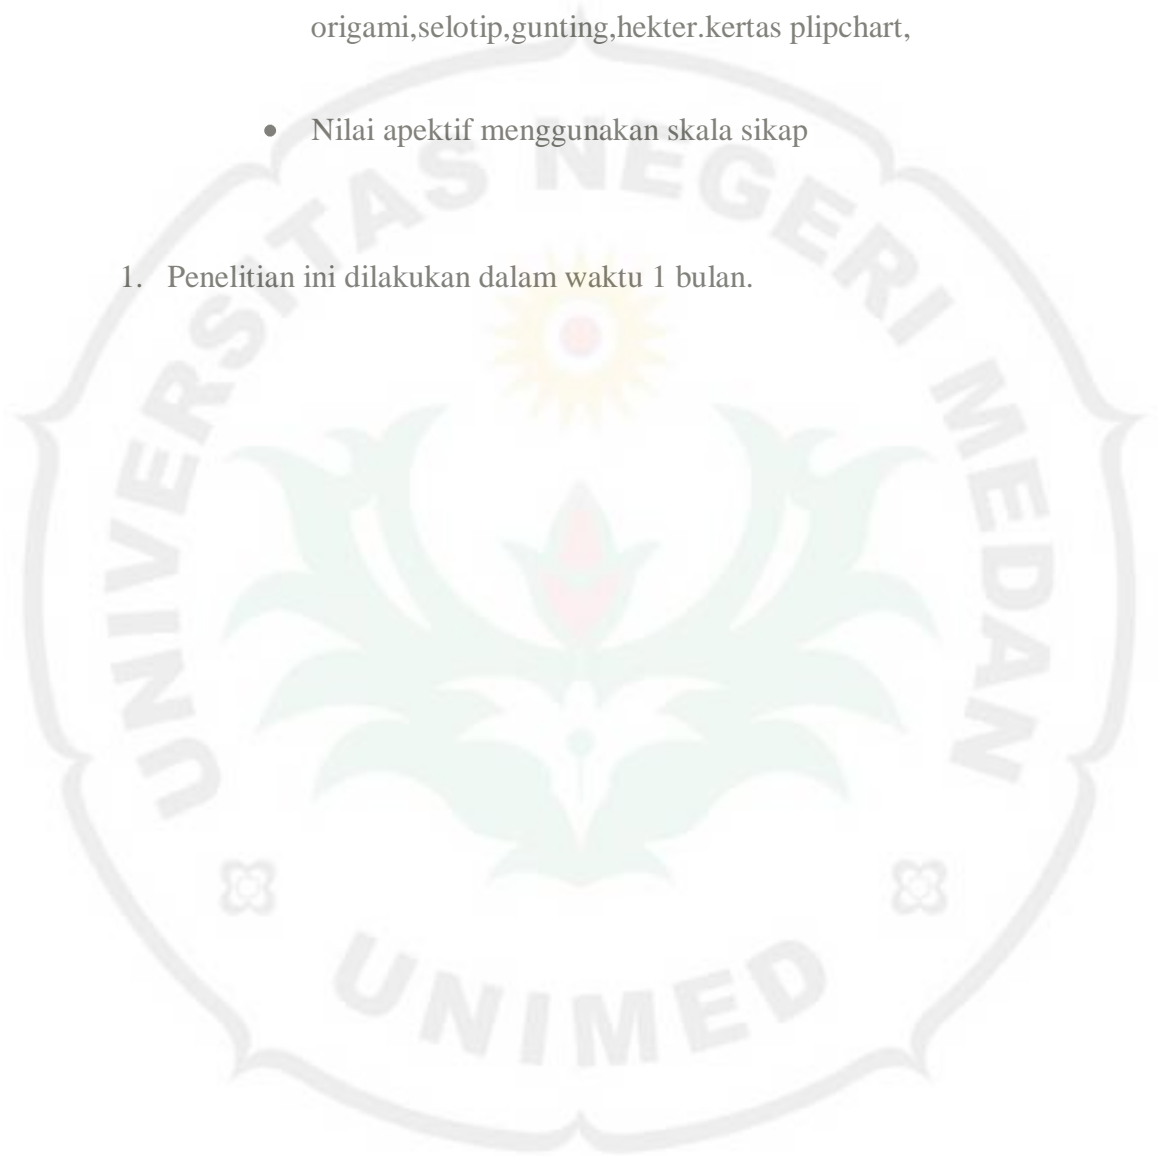 origami,selotip,gunting,hekter.kertas plipchart,
• Nilai apektif menggunakan skala sikap
1. Penelitian ini dilakukan dalam waktu 1 bulan.
UNIVERSITAS NEGERI MEDAN
UNIMED